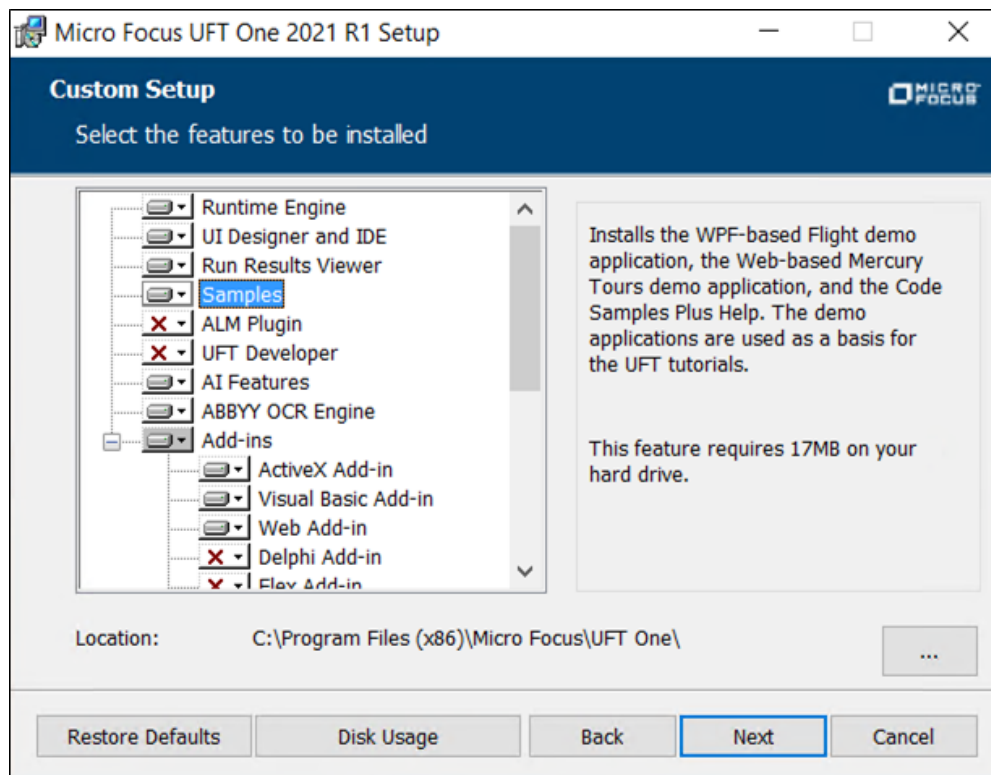 Micro Focus UFT One 2021 R1 Setup
Custom Setup
MICRO
FOCUS
Select the features to be installed
Runtime Engine
UI Designer and IDE
Run Results Viewer
Samples
ALM Plugin
UFT Developer
AI Features
ABBYY OCR Engine
Add-ins
ActiveX Add-in
Visual Basic Add-in
Web Add-in
Delphi Add-in
Flex Add-in
Installs the WPF-based Flight demo
application, the Web-based Mercury
Tours demo application, and the Code
Samples Plus Help. The demo
applications are used as a basis for
the UFT tutorials.
This feature requires 17MB on your
hard drive.
Location: C:\Program Files (x86)\Micro Focus\UFT One\
...
Restore Defaults Disk Usage Back Next Cancel